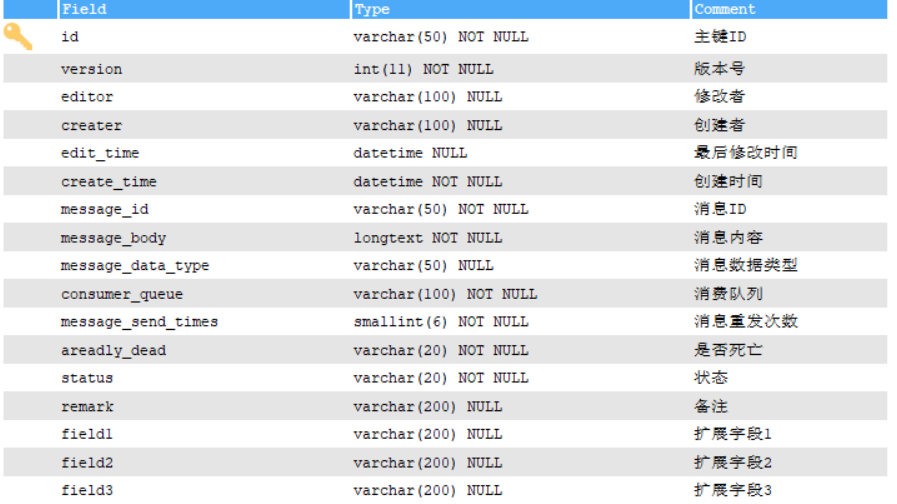 Field Type Comment
id varchar(50) NOT NULL 主键ID
version int(11) NOT NULL 版本号
editor varchar(100) NULL 修改者
creater varchar(100) NULL 创建者
edit_time datetime NULL 最后修改时间
create_time datetime NOT NULL 创建时间
message_id varchar(50) NOT NULL 消息ID
message_body longtext NOT NULL 消息内容
message_data_type varchar(50) NULL 消息数据类型
consumer_queue varchar(100) NOT NULL 消费队列
message_send_times smallint(6) NOT NULL 消息重发次数
areadly_dead varchar(20) NOT NULL 是否死亡
status varchar(20) NOT NULL 状态
remark varchar(200) NULL 备注
field1 varchar(200) NULL 扩展字段1
field2 varchar(200) NULL 扩展字段2
field3 varchar(200) NULL 扩展字段3